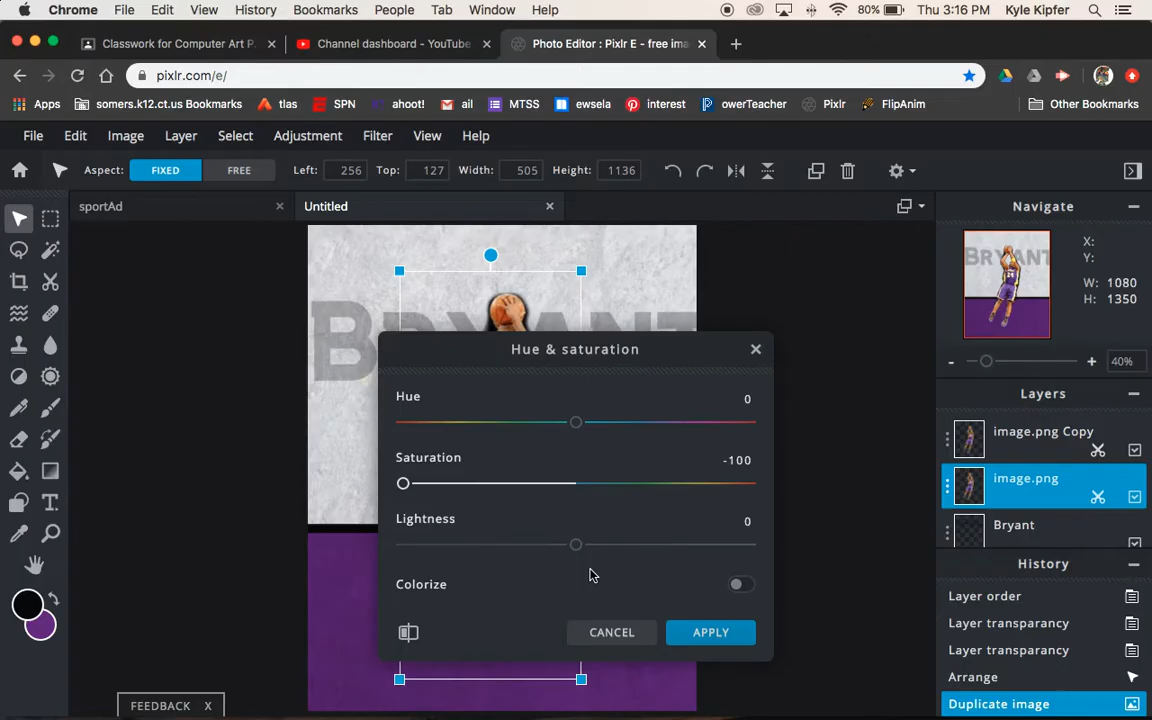 Chrome File Edit View History Bookmarks People Tab Window Help 80% Thu 3:16 PM Kyle Kipfer
Classwork for Computer Art P. Channel dashboard - YouTube Photo Editor : Pixlr E - free ima
pixlr.com/e/
Apps somers.k12.ct.us Bookmarks tlas SPN ahoot! ail MTSS ewsela interest owerTeacher Pixlr FlipAnim Other Bookmarks
File Edit Image Layer Select Adjustment Filter View Help
Aspect: FIXED FREE Left: 256 Top: 127 Width: 505 Height: 1136
sportAd Untitled Navigate
X:
Y:
W: 1080
H: 1350
BRYANT
BRYANT
- + 40%
Hue & saturation
Layers
Hue 0
image.png Copy
Saturation -100
image.png
Lightness 0
Bryant
History
Colorize
Layer order
Layer transparency
CANCEL APPLY
Layer transparency
Arrange
FEEDBACK X
Duplicate image